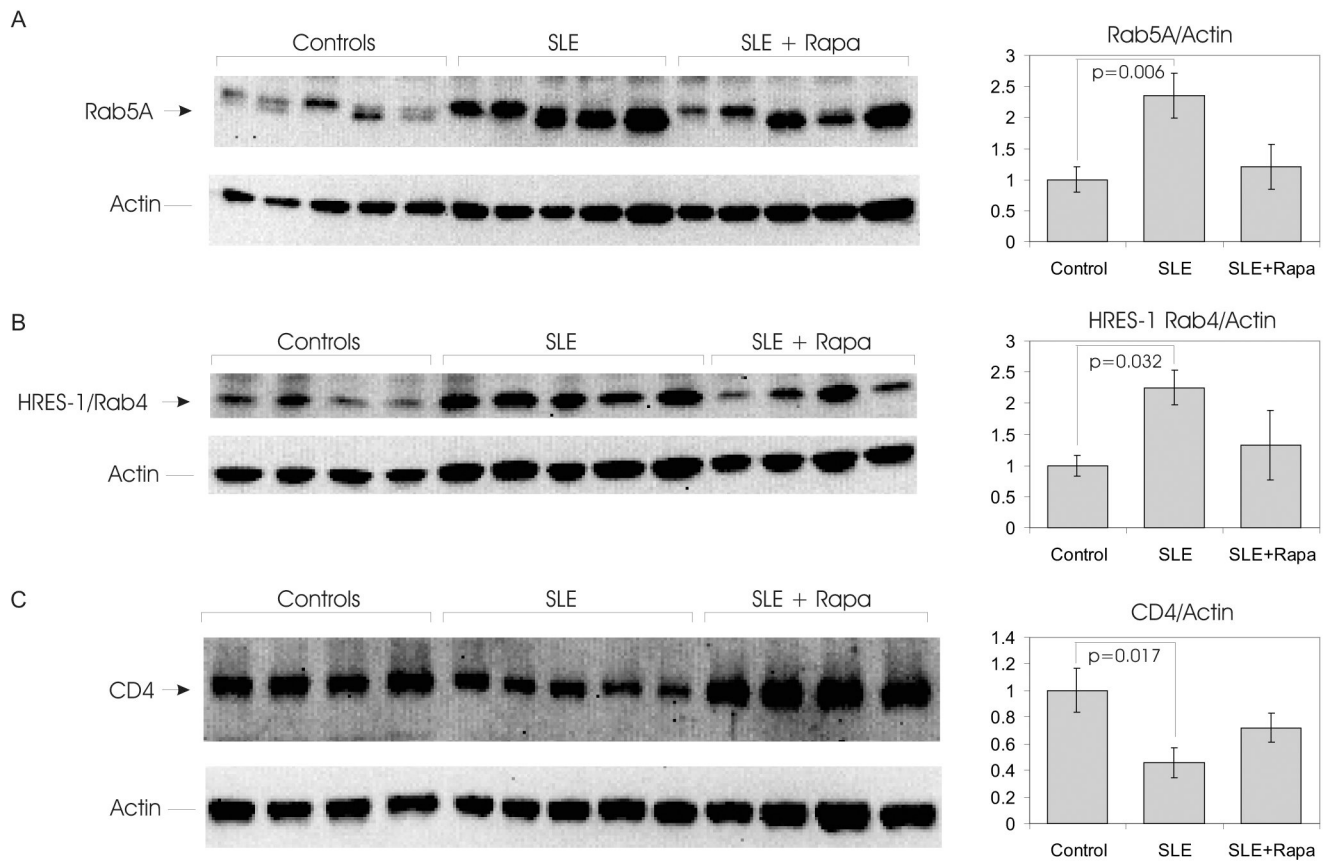 A
Controls SLE SLE + Rapa
Rab5A
Actin
Rab5A/Actin
3
2.5
2
1.5
1
0.5
0
p=0.006
Control SLE SLE+Rapa
B
Controls SLE SLE + Rapa
HRES-1/Rab4
Actin
HRES-1 Rab4/Actin
3
2.5
2
1.5
1
0.5
0
p=0.032
Control SLE SLE+Rapa
C
Controls SLE SLE + Rapa
CD4
Actin
CD4/Actin
1.4
1.2
1
0.8
0.6
0.4
0.2
0
p=0.017
Control SLE SLE+Rapa